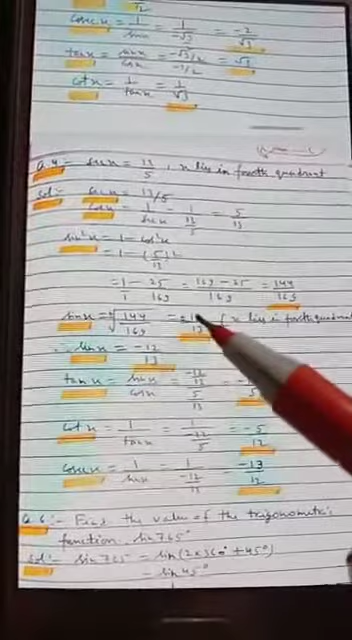 cosec x = 1/sin x = 1/(-√3/2) = -2/√3
tan x = sin x/cos x = (-√3/2)/(-1/2) = √3
cot x = 1/tan x = 1/√3
Q.4:- sec x = 13/5, x lies in fourth quadrant
Sol:- sec x = 13/5
cos x = 1/sec x = 1/(13/5) = 5/13
sin²x = 1 - cos²x
= 1 - (5/13)²
= 1/1 - 25/169 = (169 - 25)/169 = 144/169
sin x = √144/169 = (x lies in fourth quadrant
∴ sin x = -12/13
tan x = sin x/cos x = (-12/13)/(5/13) =
cot x = 1/tan x = 1/(-12/5) = -5/12
cosec x = 1/sin x = 1/(-12/13) = -13/12
Find the value of the trigonometric
function. sin 765°
Sol:- sin 765° = sin(2×360° + 45°)
= sin 45°